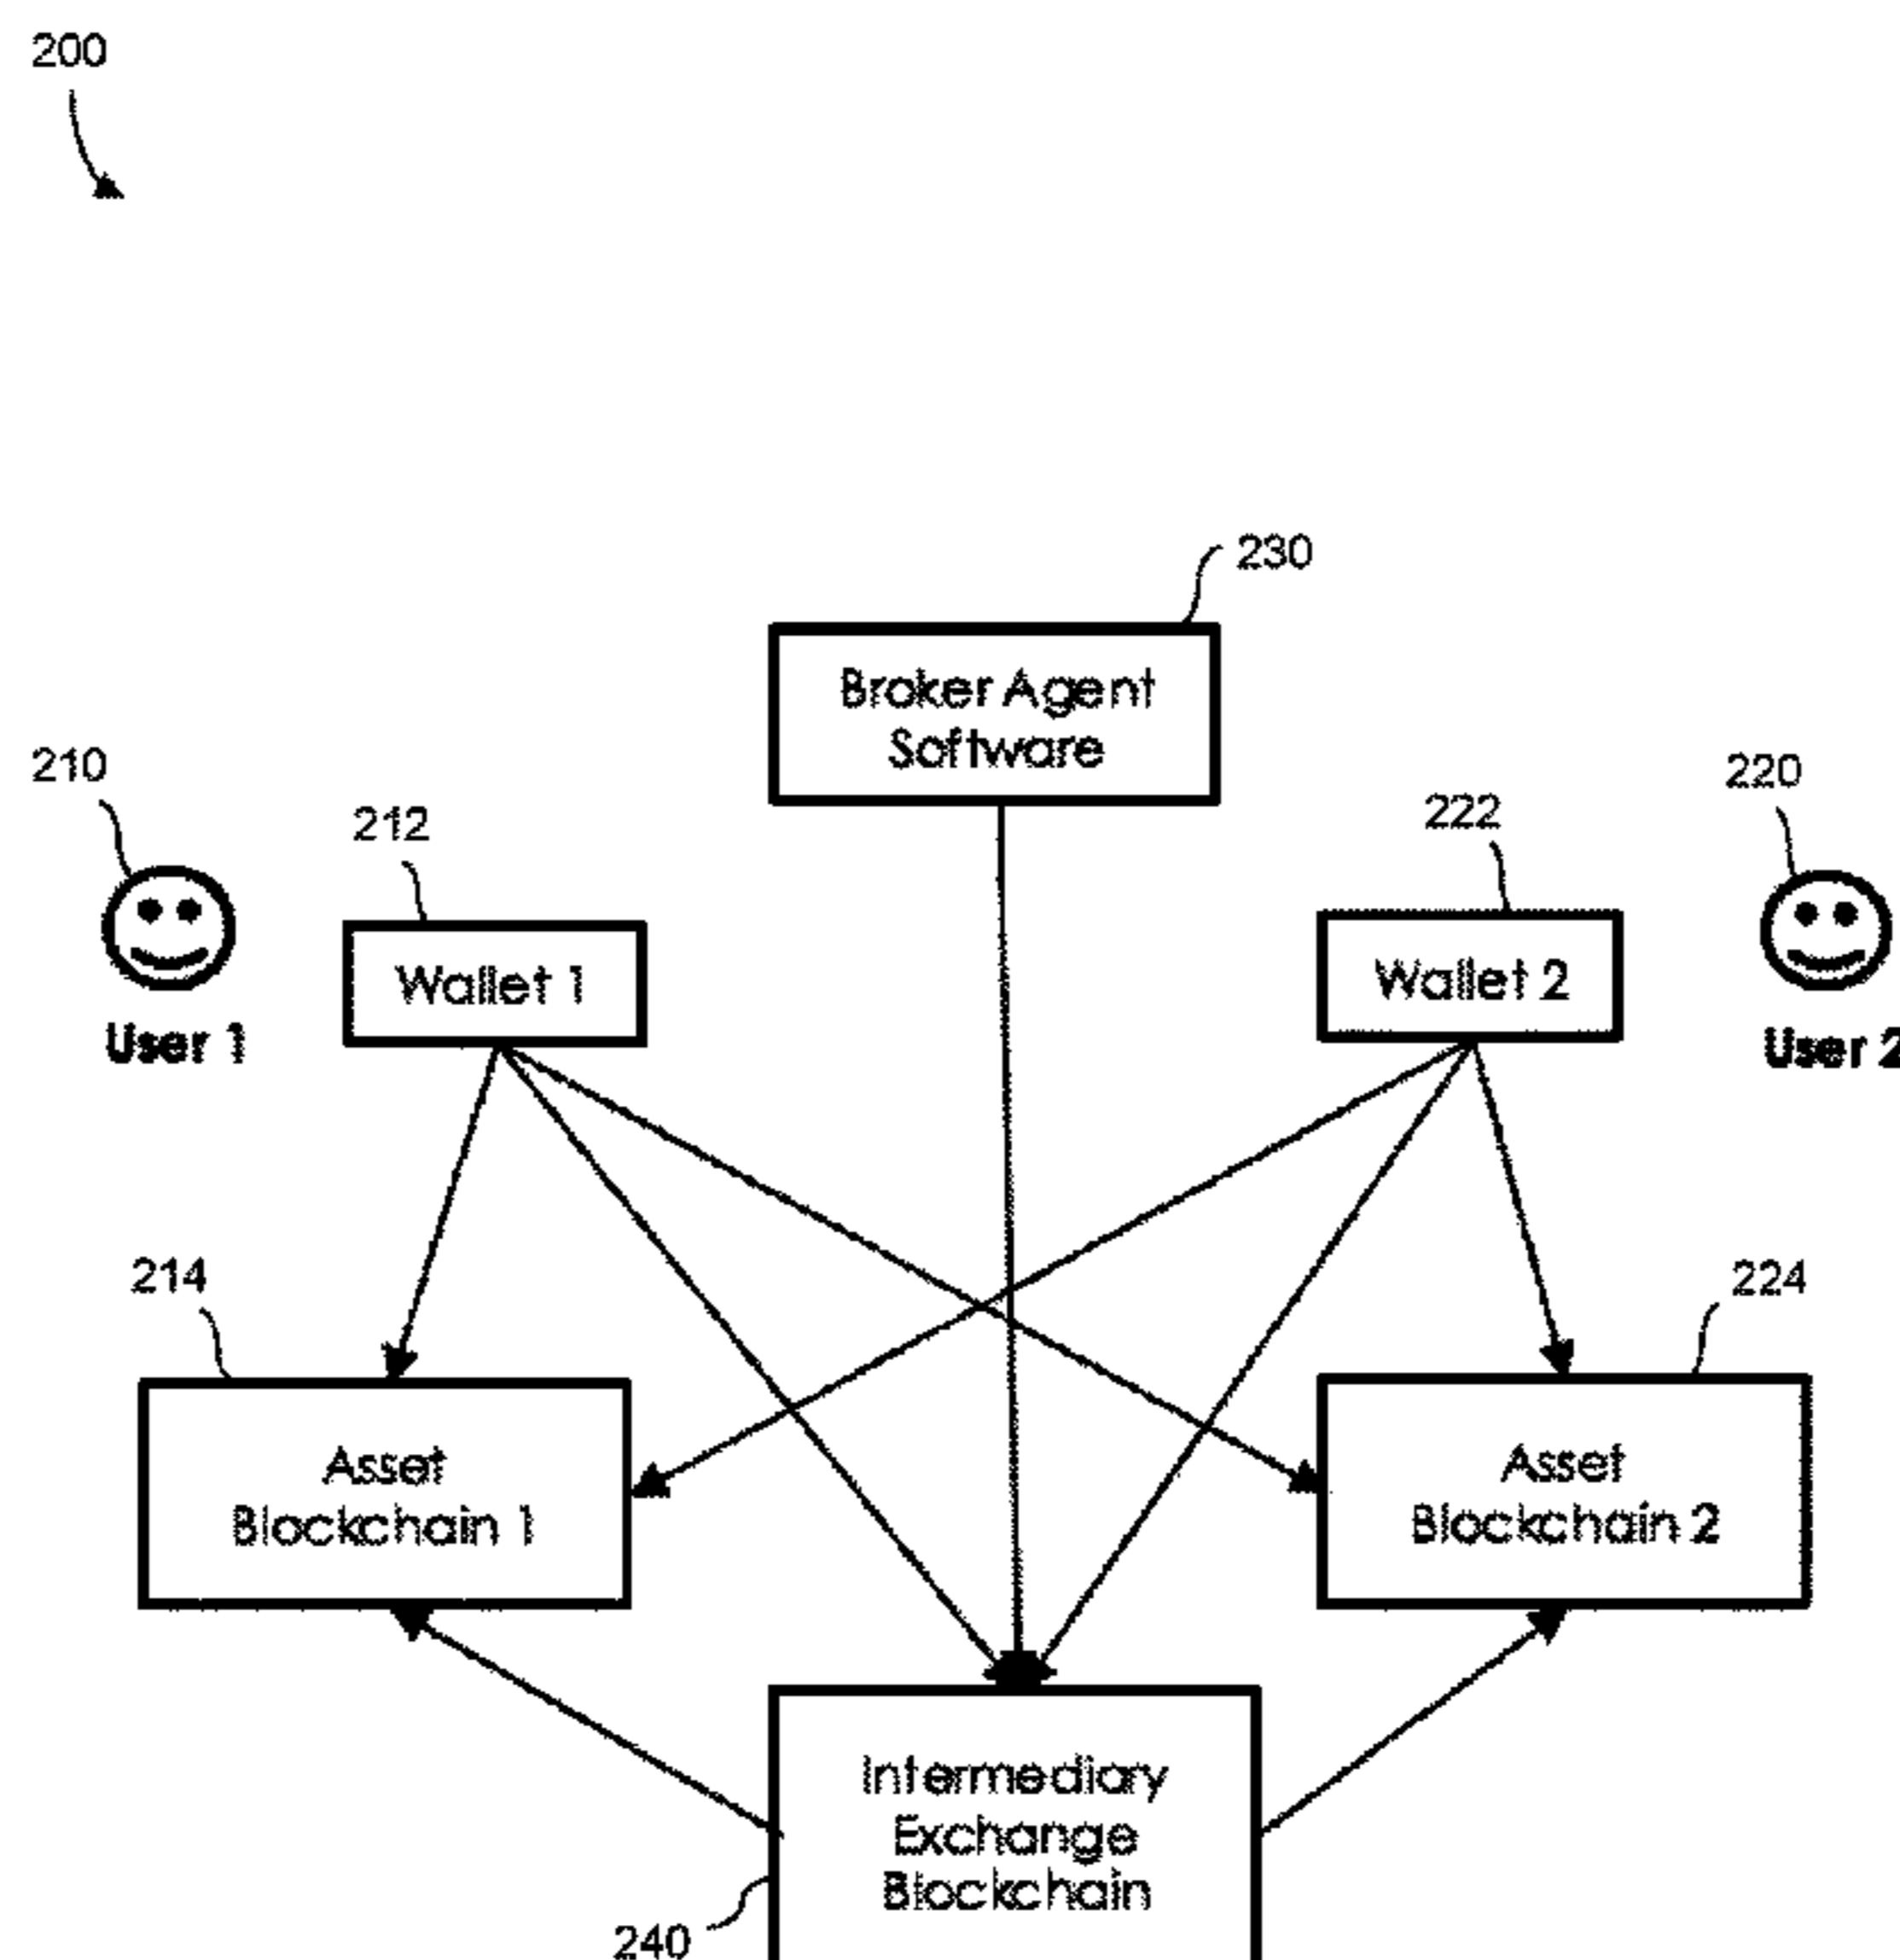 200
230
Broker Agent
Software
210
212
222
220
Wallet 1
Wallet 2
User 1
User 2
214
224
Asset
Blockchain 1
Asset
Blockchain 2
Intermediary
Exchange
Blockchain
240